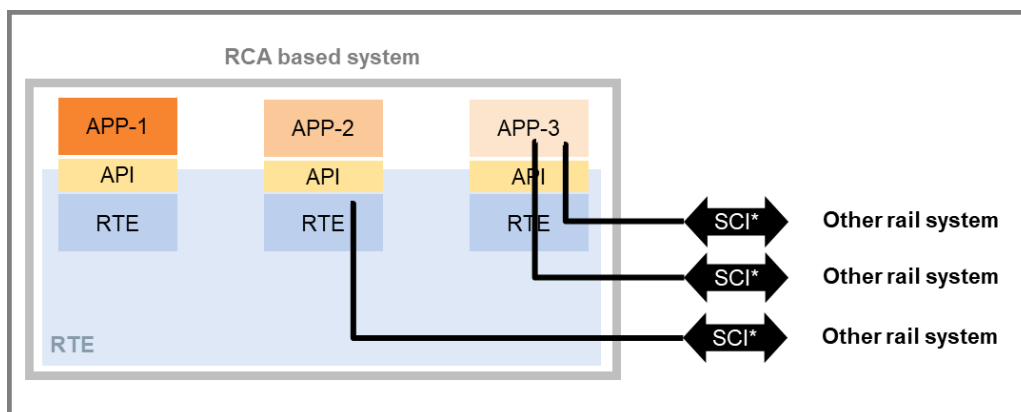 RCA based system
APP-1
APP-2
APP-3
API
API
API
RTE
RTE
RTE
SCI*
Other rail system
SCI*
Other rail system
SCI*
Other rail system
RTE